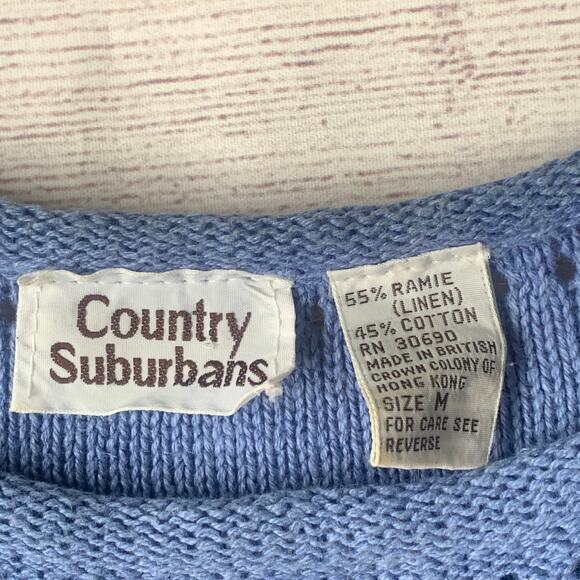 Country
Suburbans
55% RAMIE
(LINEN)
45% COTTON
RN 30690
MADE IN BRITISH
CROWN COLONY OF
HONG KONG
SIZE M
FOR CARE SEE
REVERSE